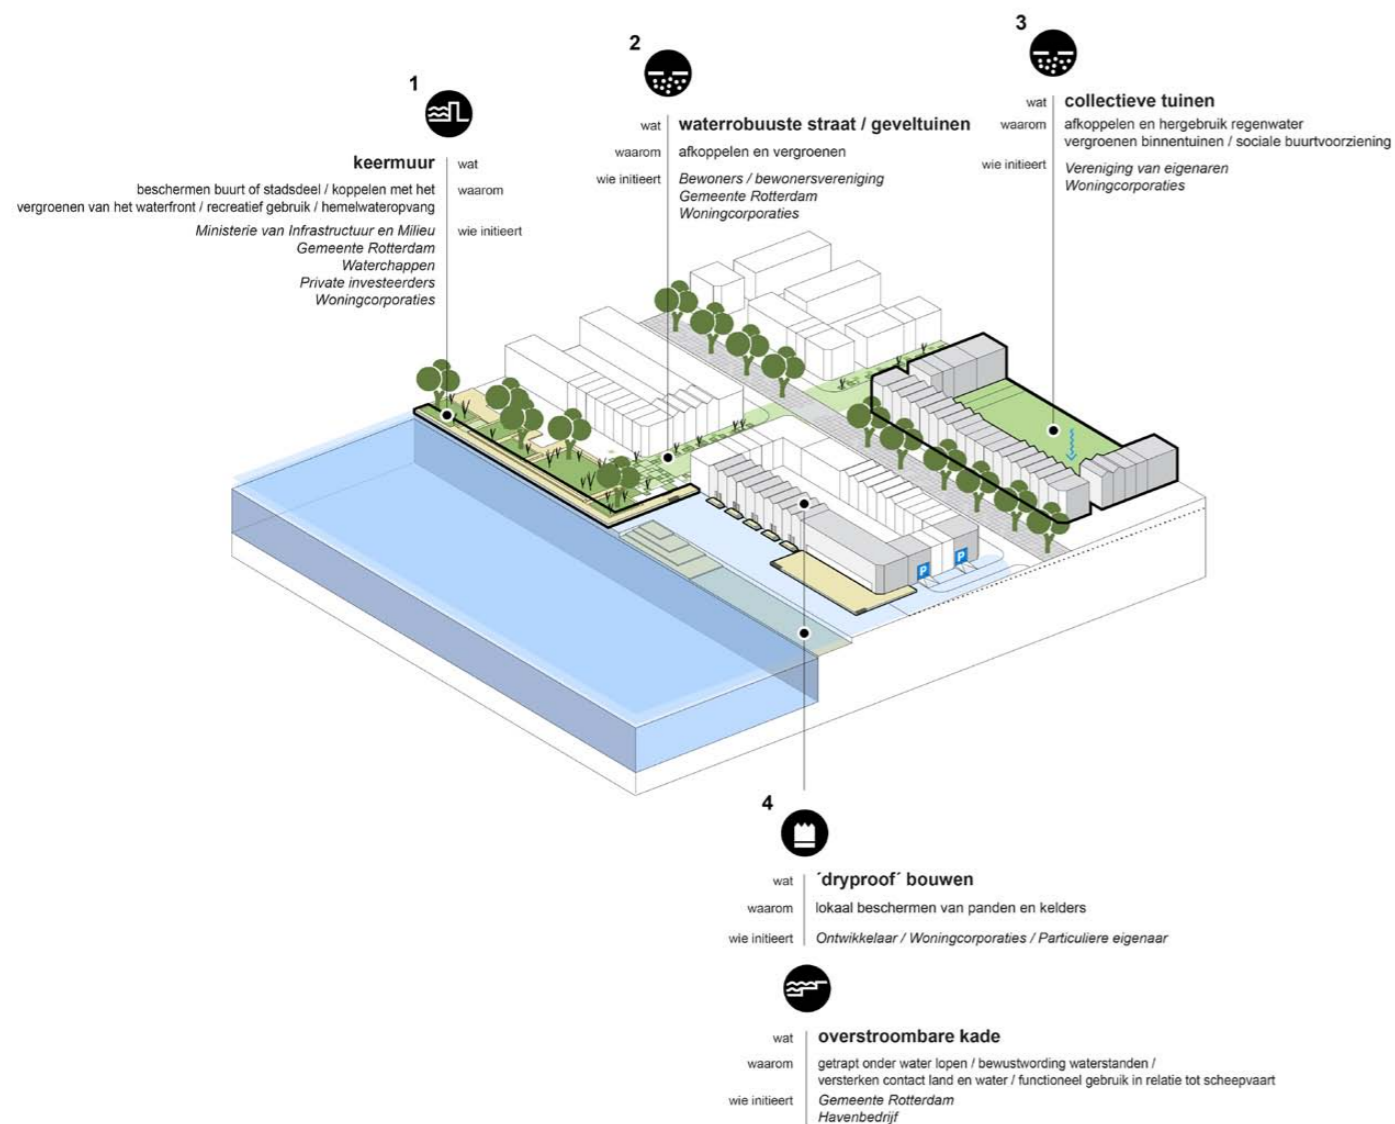 1
keermuur wat
beschermen buurt of stadsdeel / koppelen met het waarom
vergroenen van het waterfront / recreatief gebruik / hemelwateropvang
Ministerie van Infrastructuur en Milieu wie initieert
Gemeente Rotterdam
Waterchappen
Private investeerders
Woningcorporaties
2
wat waterrobuuste straat / geveltuinen
waarom afkoppelen en vergroenen
wie initieert Bewoners / bewonersvereniging
Gemeente Rotterdam
Woningcorporaties
3
wat collectieve tuinen
waarom afkoppelen en hergebruik regenwater
vergroenen binnentuinen / sociale buurtvoorziening
wie initieert Vereniging van eigenaren
Woningcorporaties
P
P
4
wat ´dryproof´ bouwen
waarom lokaal beschermen van panden en kelders
wie initieert Ontwikkelaar / Woningcorporaties / Particuliere eigenaar
wat overstroombare kade
waarom getrapt onder water lopen / bewustwording waterstanden /
versterken contact land en water / functioneel gebruik in relatie tot scheepvaart
wie initieert Gemeente Rotterdam
Havenbedrijf